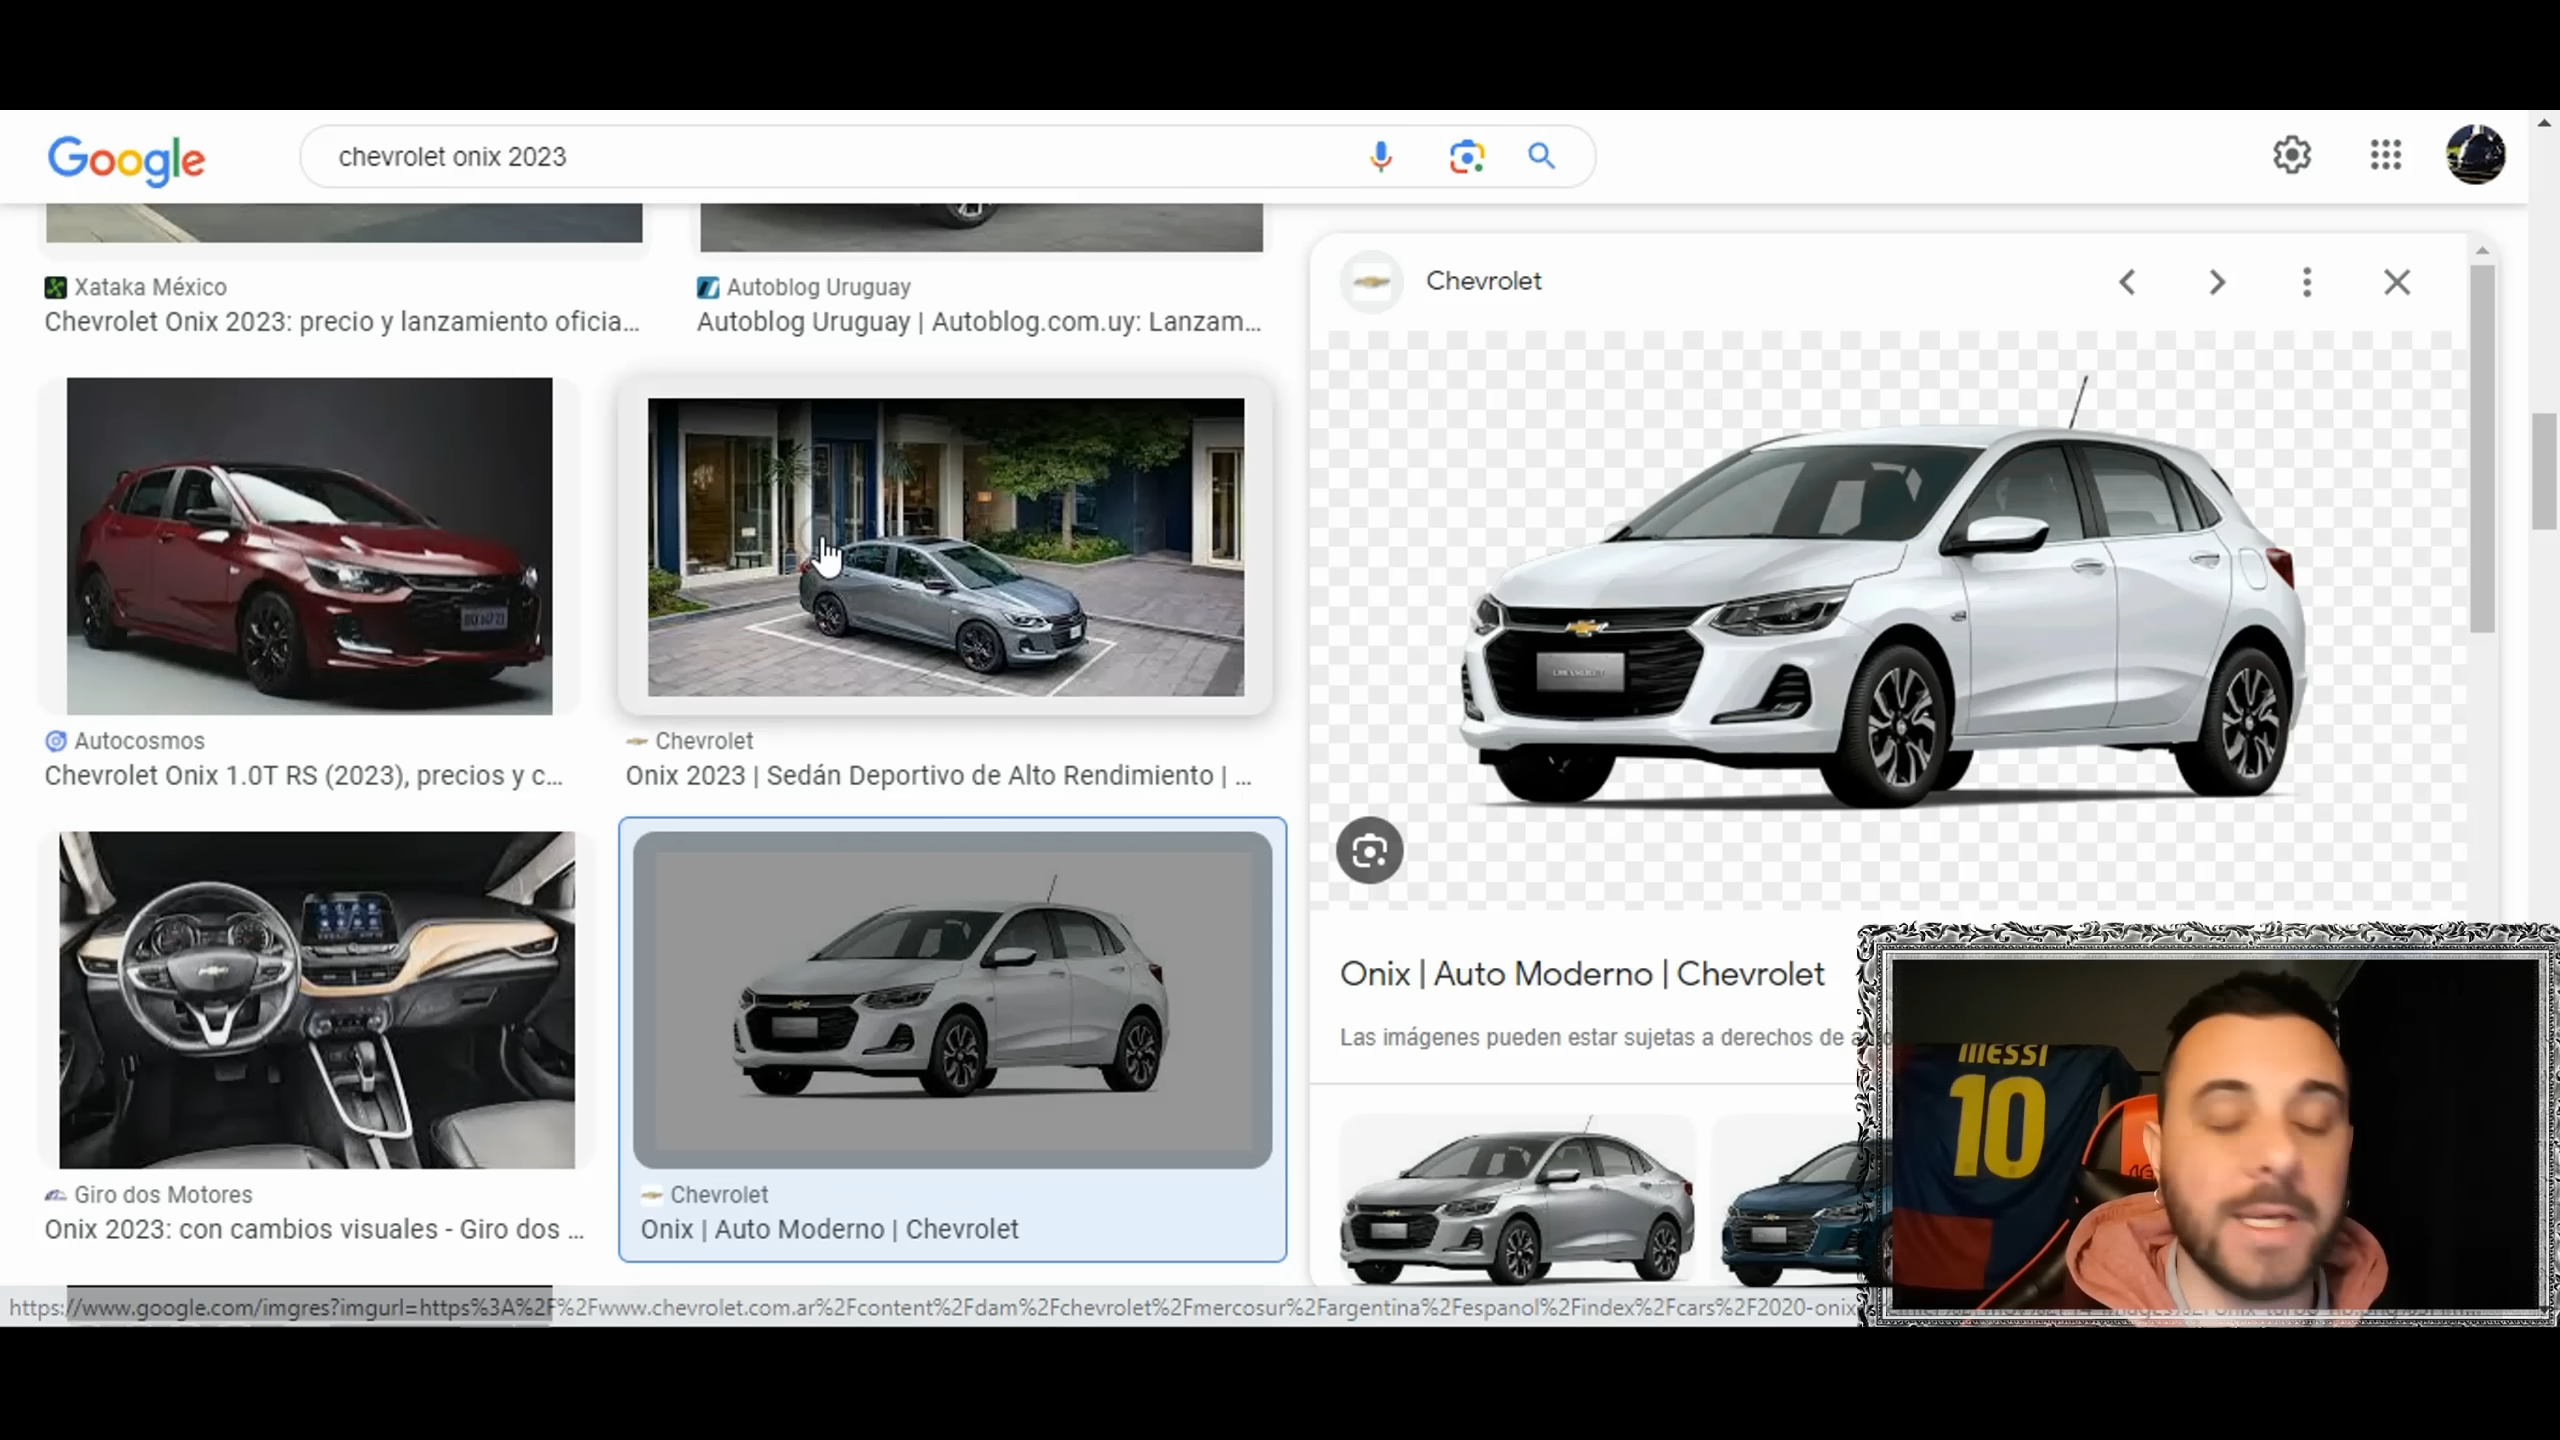 Google
chevrolet onix 2023
Xataka México
Chevrolet Onix 2023: precio y lanzamiento oficia...
Autoblog Uruguay
Autoblog Uruguay | Autoblog.com.uy: Lanzam...
Autocosmos
Chevrolet Onix 1.0T RS (2023), precios y c...
Chevrolet
Onix 2023 | Sedán Deportivo de Alto Rendimiento | ...
Giro dos Motores
Onix 2023: con cambios visuales - Giro dos ...
Chevrolet
Onix | Auto Moderno | Chevrolet
Chevrolet
CHEVROLET
Onix | Auto Moderno | Chevrolet
Las imágenes pueden estar sujetas a derechos de
MESSI
10
https://www.google.com/imgres?imgurl=https%3A%2F%2Fwww.chevrolet.com.ar%2Fcontent%2Fdam%2Fchevrolet%2Fmercosur%2Fargentina%2Fespanol%2Findex%2Fcars%2F2020-onix